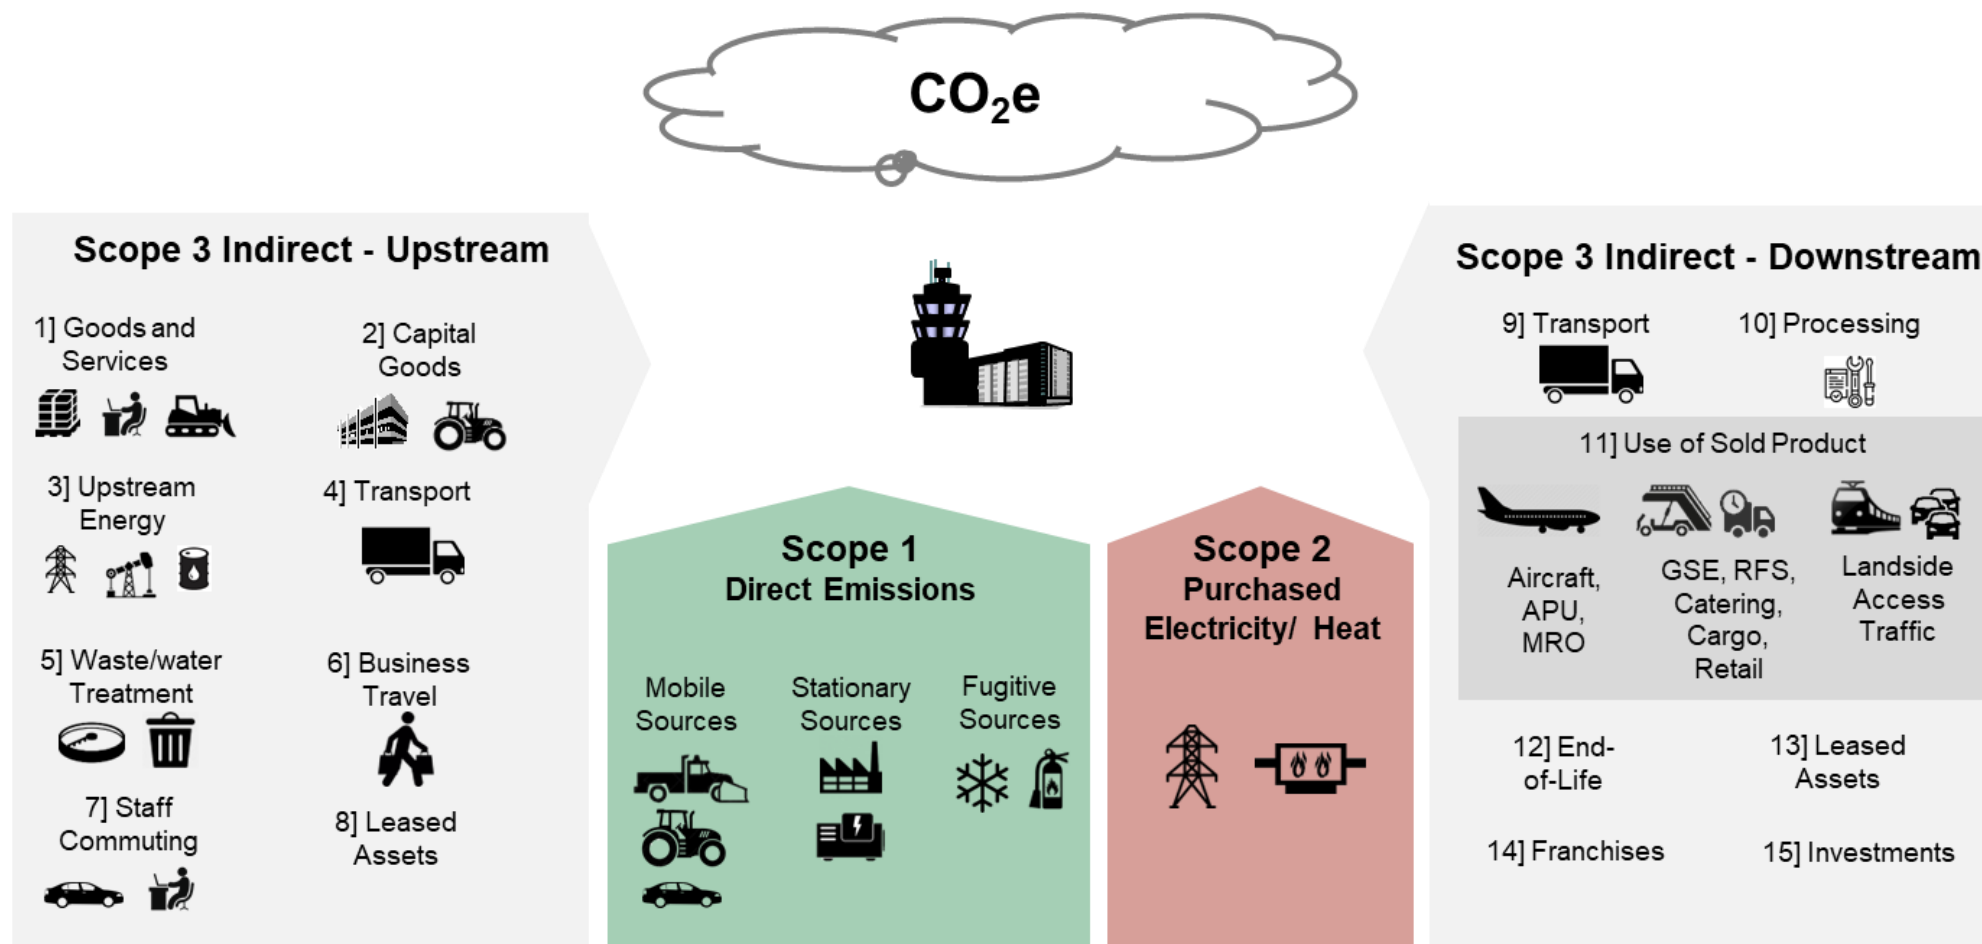 CO₂e
Scope 3 Indirect - Upstream
1] Goods and
Services
2] Capital
Goods
3] Upstream
Energy
4] Transport
5] Waste/water
Treatment
6] Business
Travel
7] Staff
Commuting
8] Leased
Assets
Scope 1
Direct Emissions
Mobile
Sources
Stationary
Sources
Fugitive
Sources
Scope 2
Purchased
Electricity/ Heat
Scope 3 Indirect - Downstream
9] Transport
10] Processing
11] Use of Sold Product
Aircraft,
APU,
MRO
GSE, RFS,
Catering,
Cargo,
Retail
Landside
Access
Traffic
12] End-
of-Life
13] Leased
Assets
14] Franchises
15] Investments